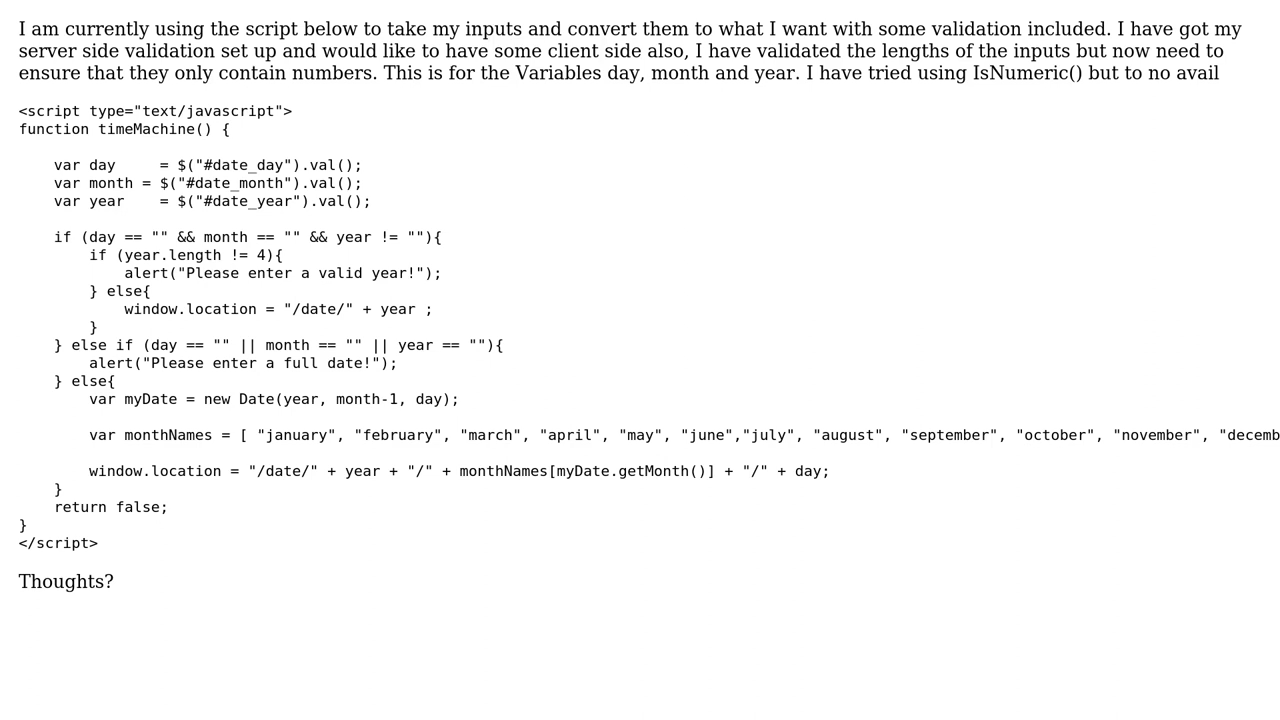 I am currently using the script below to take my inputs and convert them to what I want with some validation included. I have got my
server side validation set up and would like to have some client side also, I have validated the lengths of the inputs but now need to
ensure that they only contain numbers. This is for the Variables day, month and year. I have tried using IsNumeric() but to no avail
<script type="text/javascript">
function timeMachine() {
    var day     = $("#date_day").val();
    var month = $("#date_month").val();
    var year    = $("#date_year").val();
    if (day == "" && month == "" && year != ""){
        if (year.length != 4){
            alert("Please enter a valid year!");
        } else{
            window.location = "/date/" + year ;
        }
    } else if (day == "" || month == "" || year == ""){
        alert("Please enter a full date!");
    } else{
        var myDate = new Date(year, month-1, day);
        var monthNames = [ "january", "february", "march", "april", "may", "june","july", "august", "september", "october", "november", "decemb
        window.location = "/date/" + year + "/" + monthNames[myDate.getMonth()] + "/" + day;
    }
    return false;
}
</script>
Thoughts?